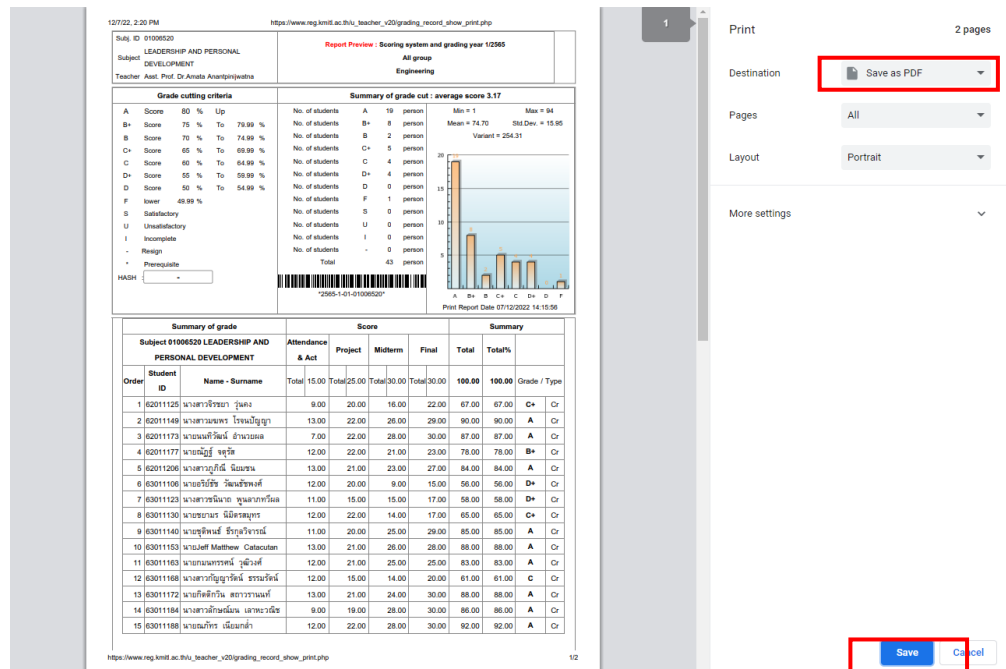 12/7/22, 2:20 PM https://www.reg.kmitl.ac.th/u_teacher_v20/grading_record_show_print.php
Subj. ID 01006520
Subject LEADERSHIP AND PERSONAL DEVELOPMENT
Teacher Asst. Prof. Dr.Amata Anantpinijwatna
Report Preview : Scoring system and grading year 1/2565
All group
Engineering
Grade cutting criteria
A Score 80 % Up
B+ Score 75 % To 79.99 %
B Score 70 % To 74.99 %
C+ Score 65 % To 69.99 %
C Score 60 % To 64.99 %
D+ Score 55 % To 59.99 %
D Score 50 % To 54.99 %
F lower 49.99 %
S Satisfactory
U Unsatisfactory
I Incomplete
- Resign
* Prerequisite
HASH : -
Summary of grade cut : average score 3.17
No. of students A 19 person
No. of students B+ 8 person
No. of students B 2 person
No. of students C+ 5 person
No. of students C 4 person
No. of students D+ 4 person
No. of students D 0 person
No. of students F 1 person
No. of students S 0 person
No. of students U 0 person
No. of students I 0 person
No. of students - 0 person
Total 43 person
*2565-1-01-01006520*
Min = 1 Max = 94
Mean = 74.70 Std.Dev. = 15.95
Variant = 254.31
20
15
10
5
A B+ B C+ C D+ D F
Print Report Date 07/12/2022 14:15:56
Summary of grade Score Summary
Subject 01006520 LEADERSHIP AND PERSONAL DEVELOPMENT Attendance & Act Project Midterm Final Total Total%
Order Student ID Name - Surname Total 15.00 Total 25.00 Total 30.00 Total 30.00 100.00 100.00 Grade / Type
1 62011125 นางสาวจิรชยา วุ่นคง 9.00 20.00 16.00 22.00 67.00 67.00 C+ Cr
2 62011149 นางสาวมฆพร โรจนปัญญา 13.00 22.00 26.00 29.00 90.00 90.00 A Cr
3 62011173 นายนนทิวัฒน์ อำนวยผล 7.00 22.00 28.00 30.00 87.00 87.00 A Cr
4 62011177 นายณัฏฐ์ จตุรัส 12.00 22.00 21.00 23.00 78.00 78.00 B+ Cr
5 62011206 นางสาวภูภิณี นิยมชน 13.00 21.00 23.00 27.00 84.00 84.00 A Cr
6 63011106 นายอริย์ธัช วัฒนธัชพงศ์ 12.00 20.00 9.00 15.00 56.00 56.00 D+ Cr
7 63011123 นางสาวชนินาถ พูนลาภทวีผล 11.00 15.00 15.00 17.00 58.00 58.00 D+ Cr
8 63011130 นายชยามร นิมิตรสมุทร 12.00 22.00 14.00 17.00 65.00 65.00 C+ Cr
9 63011140 นายชุติพนธ์ ธีรกุลวิจารณ์ 11.00 20.00 25.00 29.00 85.00 85.00 A Cr
10 63011153 นายJeff Matthew Catacutan 13.00 21.00 26.00 28.00 88.00 88.00 A Cr
11 63011163 นายกมนทรรศน์ วุฒิวงศ์ 12.00 21.00 25.00 25.00 83.00 83.00 A Cr
12 63011168 นางสาวกัญญารัตน์ ธรรมรัตน์ 12.00 15.00 14.00 20.00 61.00 61.00 C Cr
13 63011172 นายกิตติกวิน สถาวรานนท์ 13.00 21.00 24.00 30.00 88.00 88.00 A Cr
14 63011184 นางสาวลักษณ์มน เลาหะวณิช 9.00 19.00 28.00 30.00 86.00 86.00 A Cr
15 63011188 นายณภัทร เนียมกล่ำ 12.00 22.00 28.00 30.00 92.00 92.00 A Cr
https://www.reg.kmitl.ac.th/u_teacher_v20/grading_record_show_print.php 1/2
1
Print 2 pages
Destination Save as PDF
Pages All
Layout Portrait
More settings
Save Cancel